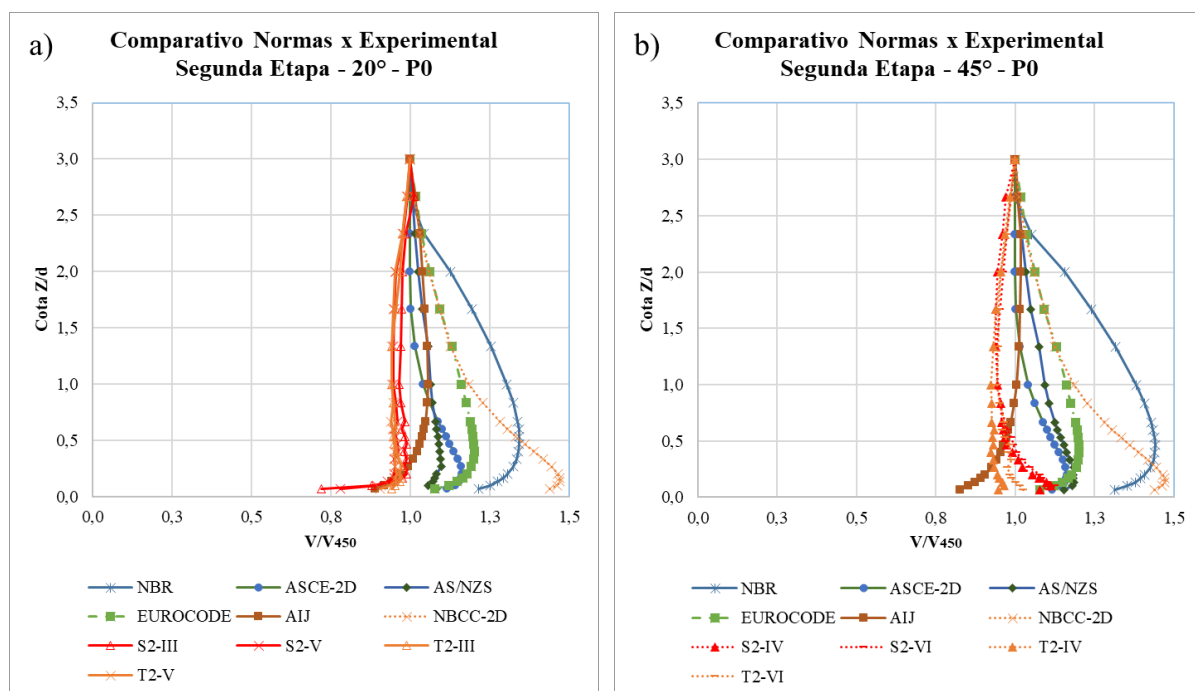 a)
Comparativo Normas x Experimental
Segunda Etapa - 20° - P0
3,5
3,0
2,5
2,0
1,5
1,0
0,5
0,0
Cota Z/d
0,0 0,3 0,5 0,8 1,0 1,3 1,5
V/V450
NBR ASCE-2D AS/NZS
EUROCODE AIJ NBCC-2D
S2-III S2-V T2-III
T2-V
b)
Comparativo Normas x Experimental
Segunda Etapa - 45° - P0
3,5
3,0
2,5
2,0
1,5
1,0
0,5
0,0
Cota Z/d
0,0 0,3 0,5 0,8 1,0 1,3 1,5
V/V450
NBR ASCE-2D AS/NZS
EUROCODE AIJ NBCC-2D
S2-IV S2-VI T2-IV
T2-VI